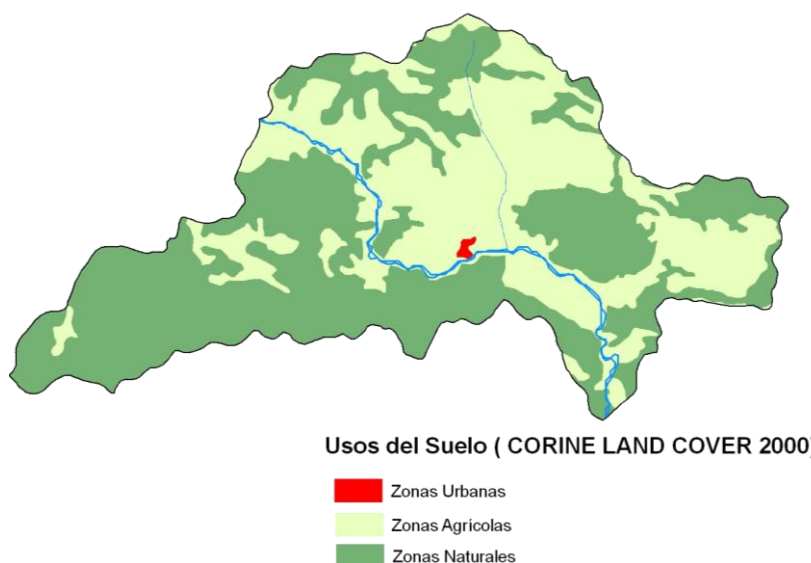 Usos del Suelo ( CORINE LAND COVER 2000)
Zonas Urbanas
Zonas Agrícolas
Zonas Naturales